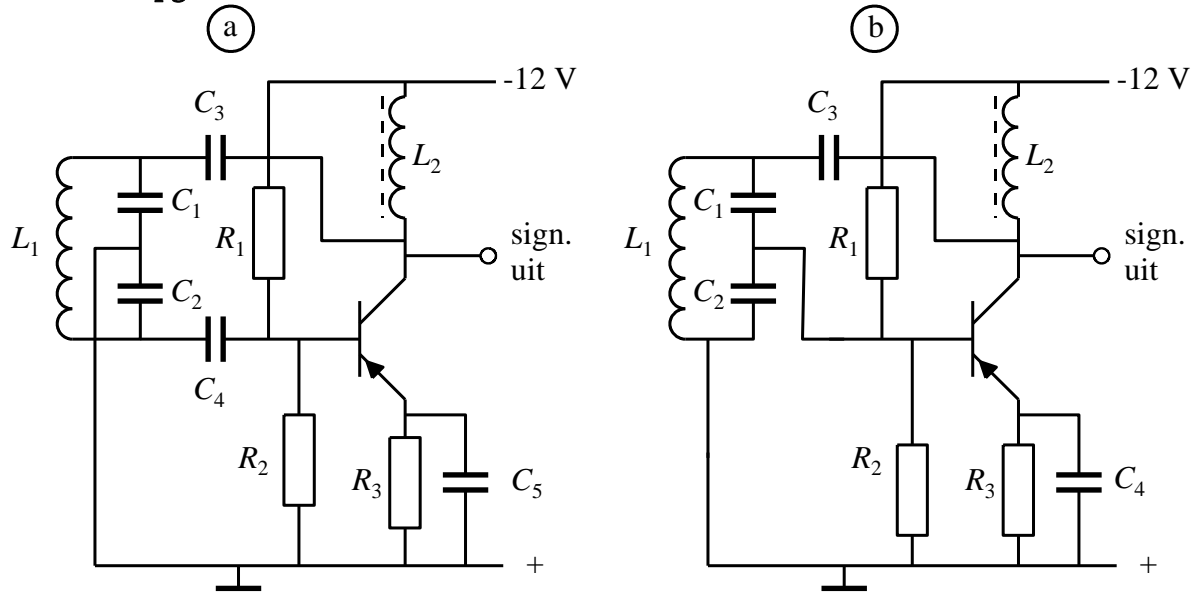 a
-12 V
C3
L2
C1
L1
R1
sign.
uit
C2
C4
R2
R3
C5
+
b
-12 V
C3
L2
C1
L1
R1
sign.
uit
C2
R2
R3
C4
+